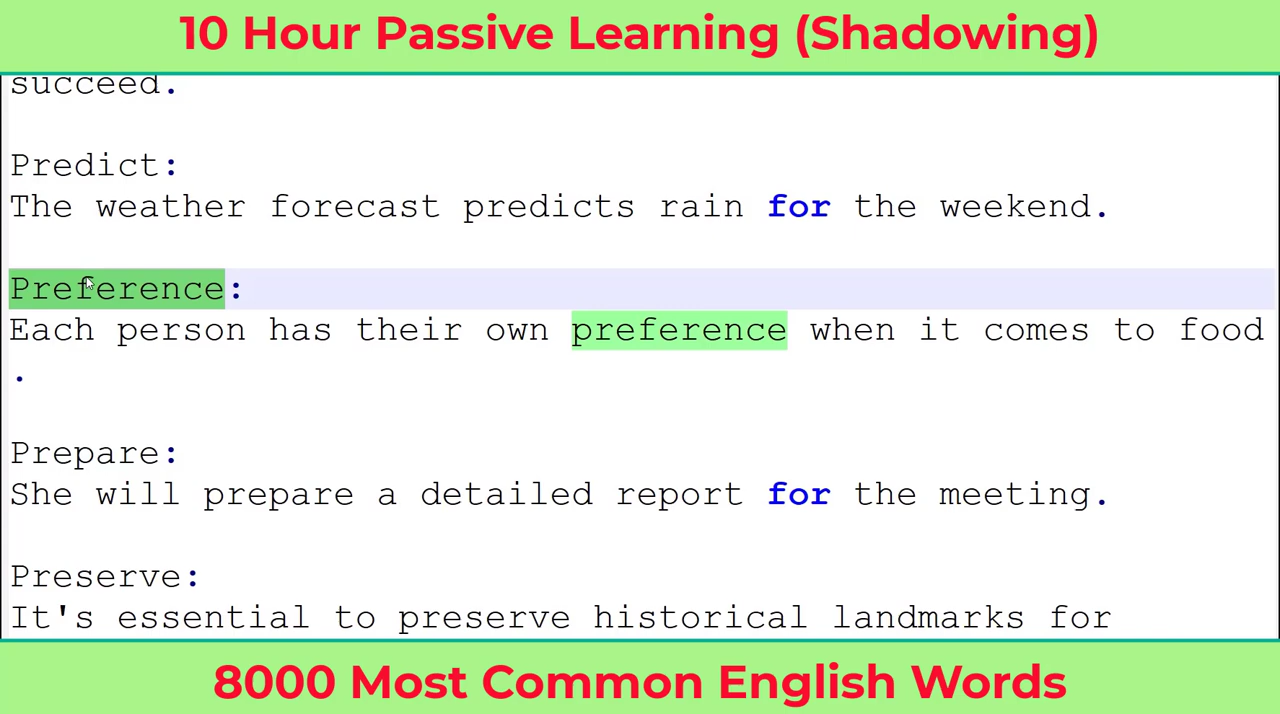 10 Hour Passive Learning (Shadowing)
succeed.
Predict:
The weather forecast predicts rain for the weekend.
Preference:
Each person has their own preference when it comes to food
.
Prepare:
She will prepare a detailed report for the meeting.
Preserve:
It's essential to preserve historical landmarks for
8000 Most Common English Words